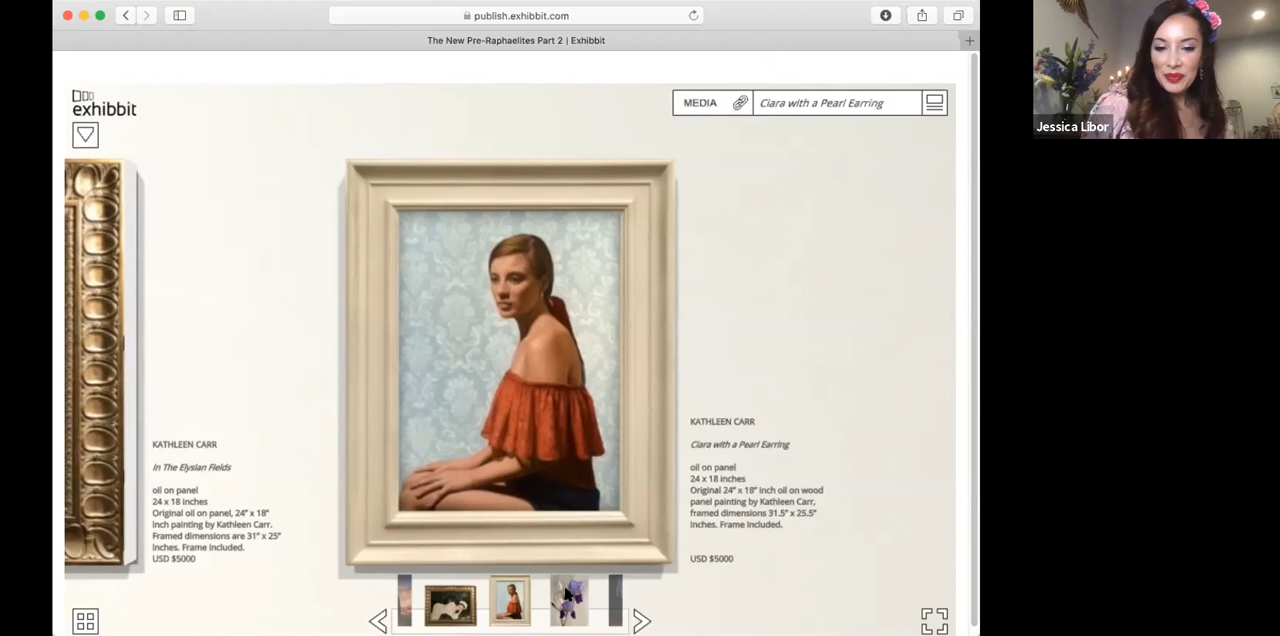 publish.exhibbit.com
The New Pre-Raphaelites Part 2 | Exhibbit
exhibbit
MEDIA
Ciara with a Pearl Earring
Jessica Libor
KATHLEEN CARR
In The Elysian Fields
oil on panel
24 x 18 inches
Original oil on panel, 24" x 18"
inch painting by Kathleen Carr.
Framed dimensions are 31" x 25"
inches. Frame included.
USD $5000
KATHLEEN CARR
Ciara with a Pearl Earring
oil on panel
24 x 18 inches
Original 24" x 18" inch oil on wood
panel painting by Kathleen Carr,
framed dimensions 31.5" x 25.5"
inches. Frame included.
USD $5000